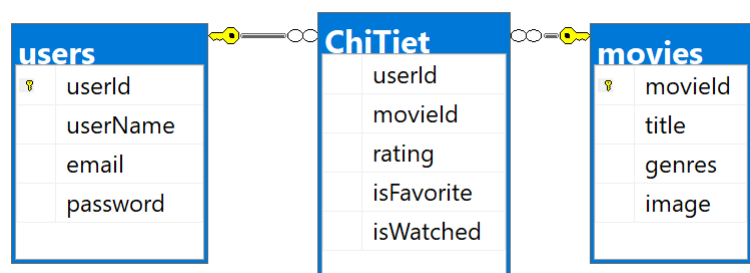 users
userId
userName
email
password
ChiTiet
userId
movieId
rating
isFavorite
isWatched
movies
movieId
title
genres
image